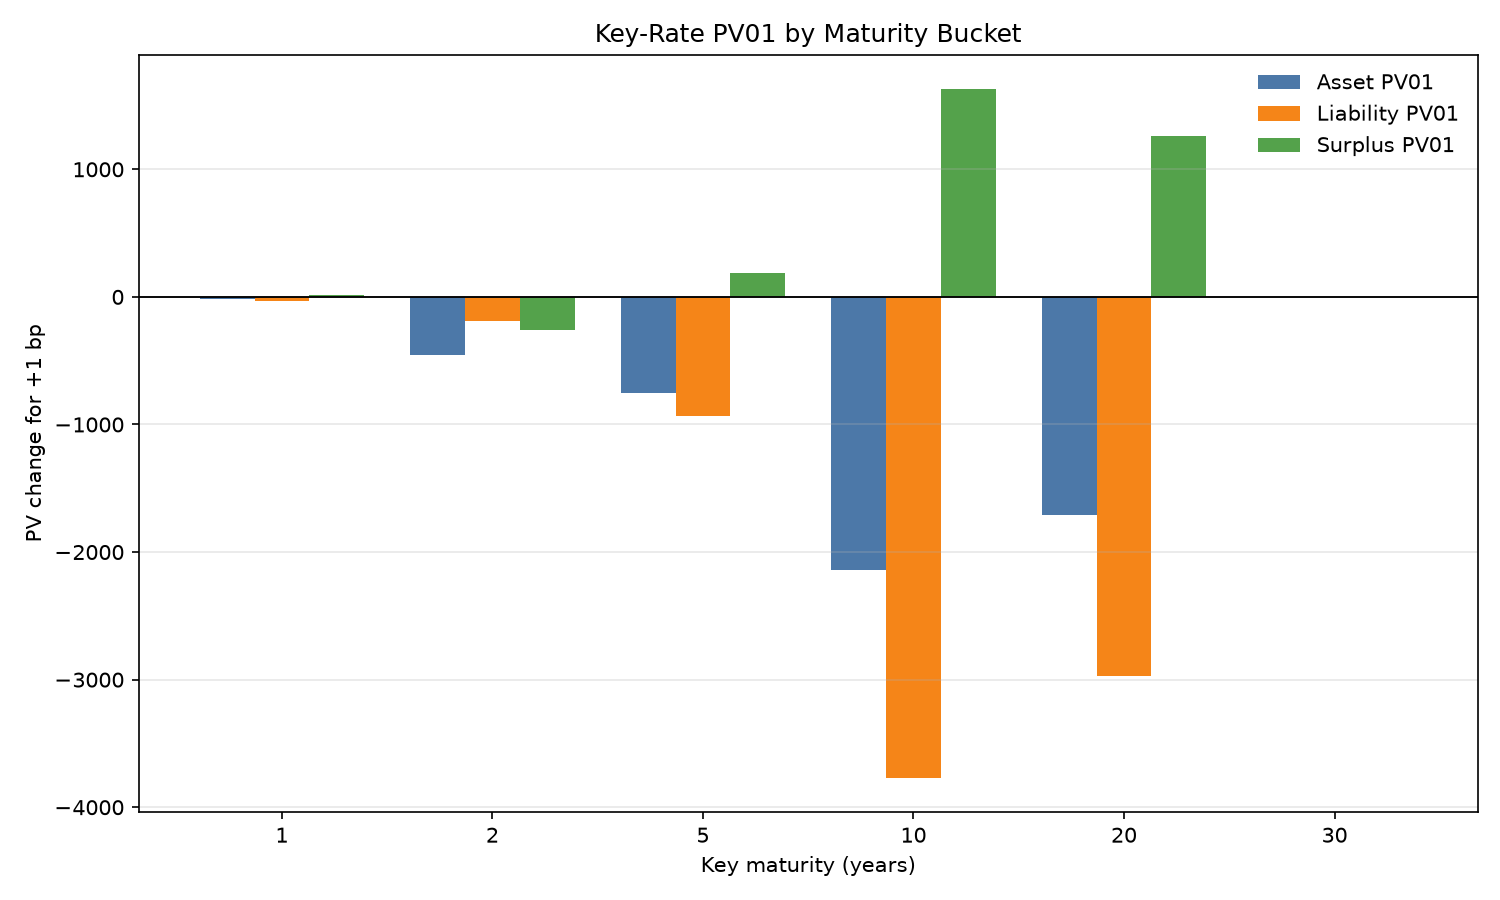 Key-Rate PV01 by Maturity Bucket
Asset PV01
Liability PV01
Surplus PV01
PV change for +1 bp
1000
0
−1000
−2000
−3000
−4000
1 2 5 10 20 30
Key maturity (years)